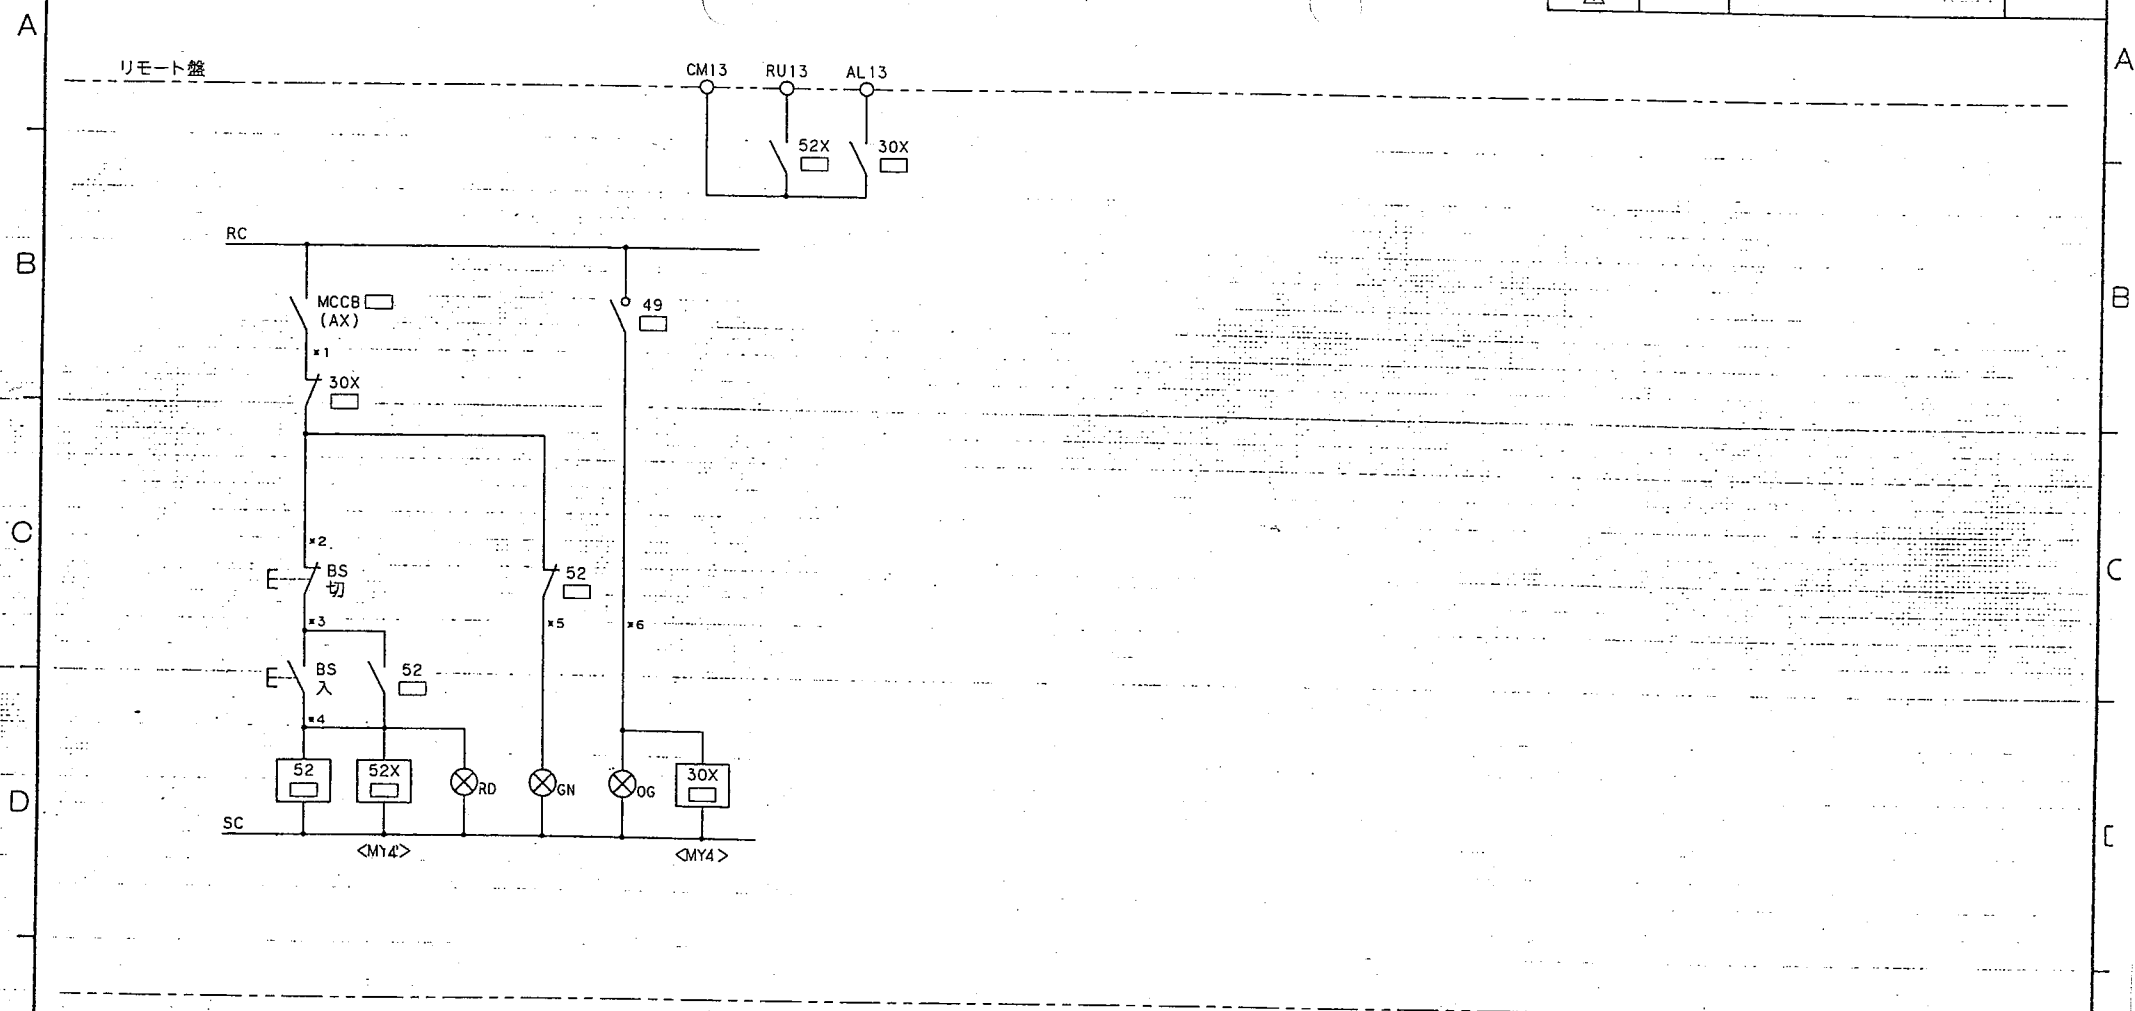 A
A
リモート盤
CM13 RU13 AL13
52X
30X
RC
B
B
MCCB
(AX)
49
*1
30X
*2
C
C
BS
切
52
*3
*5
*6
BS
入
52
*4
52
52X
RD
GN
OG
30X
D
SC
<MY4>
<MY4>